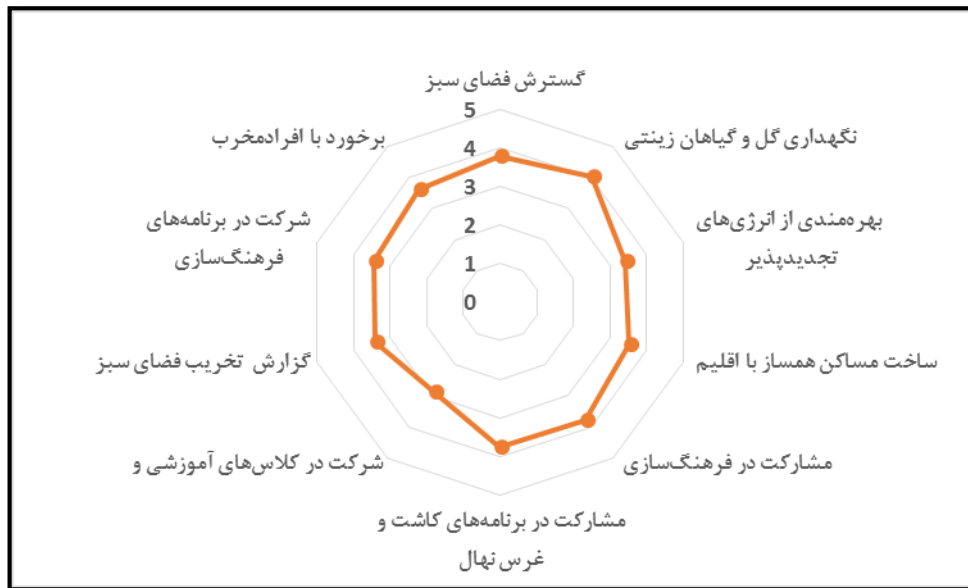 گسترش فضای سبز
نگهداری گل و گیاهان زینتی
بهره‌مندی از انرژی‌های
تجدیدپذیر
ساخت مساکن همساز با اقلیم
مشارکت در فرهنگ‌سازی
مشارکت در برنامه‌های کاشت و
غرس نهال
شرکت در کلاس‌های آموزشی و
گزارش تخریب فضای سبز
شرکت در برنامه‌های
فرهنگ‌سازی
برخورد با افرادمخرب
5
4
3
2
1
0